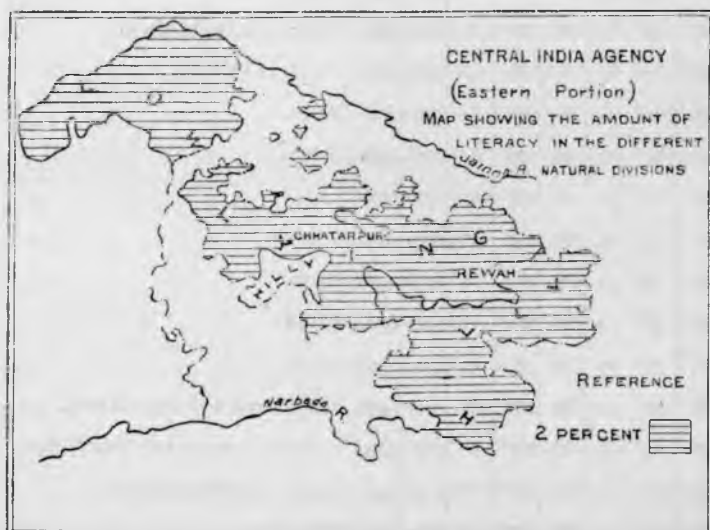 CENTRAL INDIA AGENCY
(Eastern Portion)
MAP SHOWING THE AMOUNT OF
LITERACY IN THE DIFFERENT
NATURAL DIVISIONS
Jamna R.
L O W
L Y I N G
CHHATARPUR
REWAH
HILLY
Narbada R.
REFERENCE
2 PER CENT